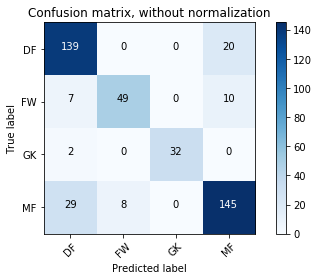 Confusion matrix, without normalization
DF 139 0 0 20
FW 7 49 0 10
GK 2 0 32 0
MF 29 8 0 145
DF FW GK MF
True label
Predicted label
140
120
100
80
60
40
20
0